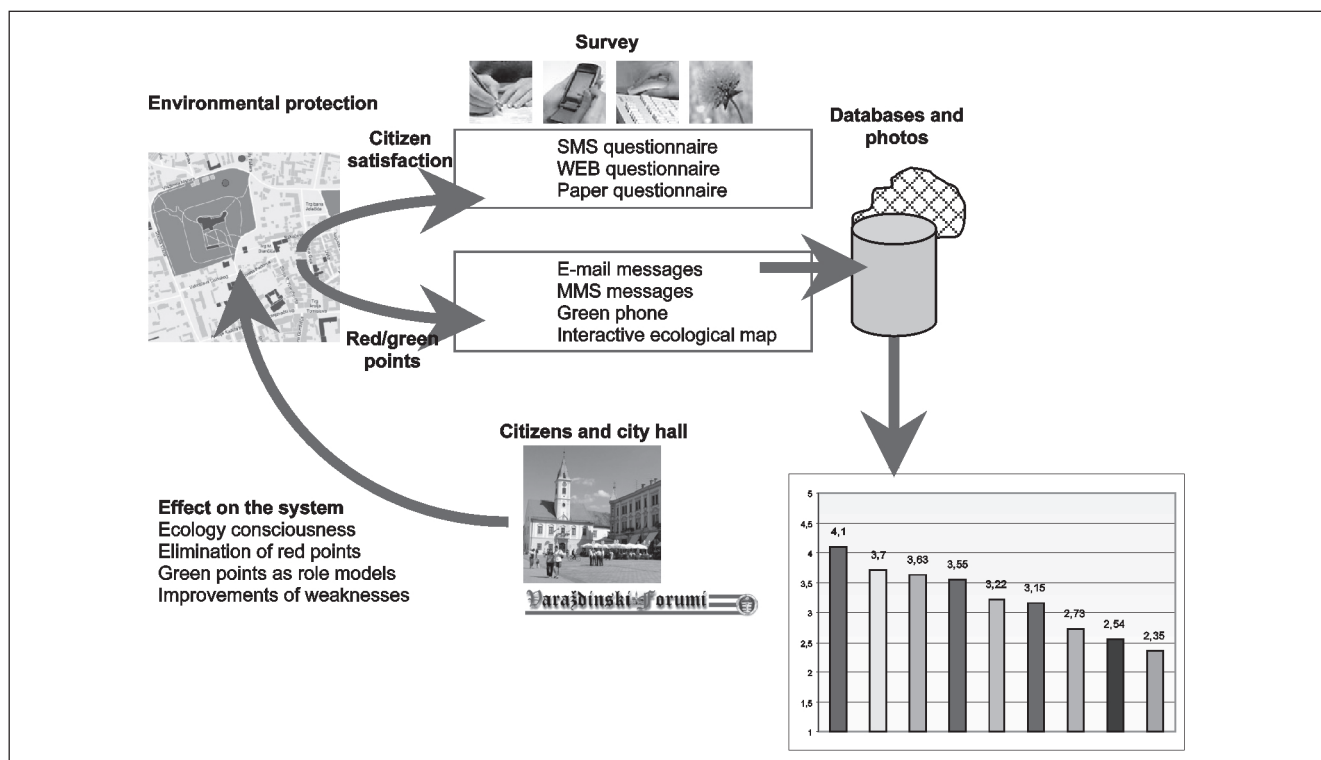 Survey
Environmental protection
Citizen
satisfaction
SMS questionnaire
WEB questionnaire
Paper questionnaire
Databases and
photos
E-mail messages
MMS messages
Green phone
Interactive ecological map
Red/green
points
Citizens and city hall
Varaždinski Forumi
Effect on the system
Ecology consciousness
Elimination of red points
Green points as role models
Improvements of weaknesses
5
4,5
4
3,5
3
2,5
2
1,5
1
4,1
3,7
3,63
3,55
3,22
3,15
2,73
2,54
2,35